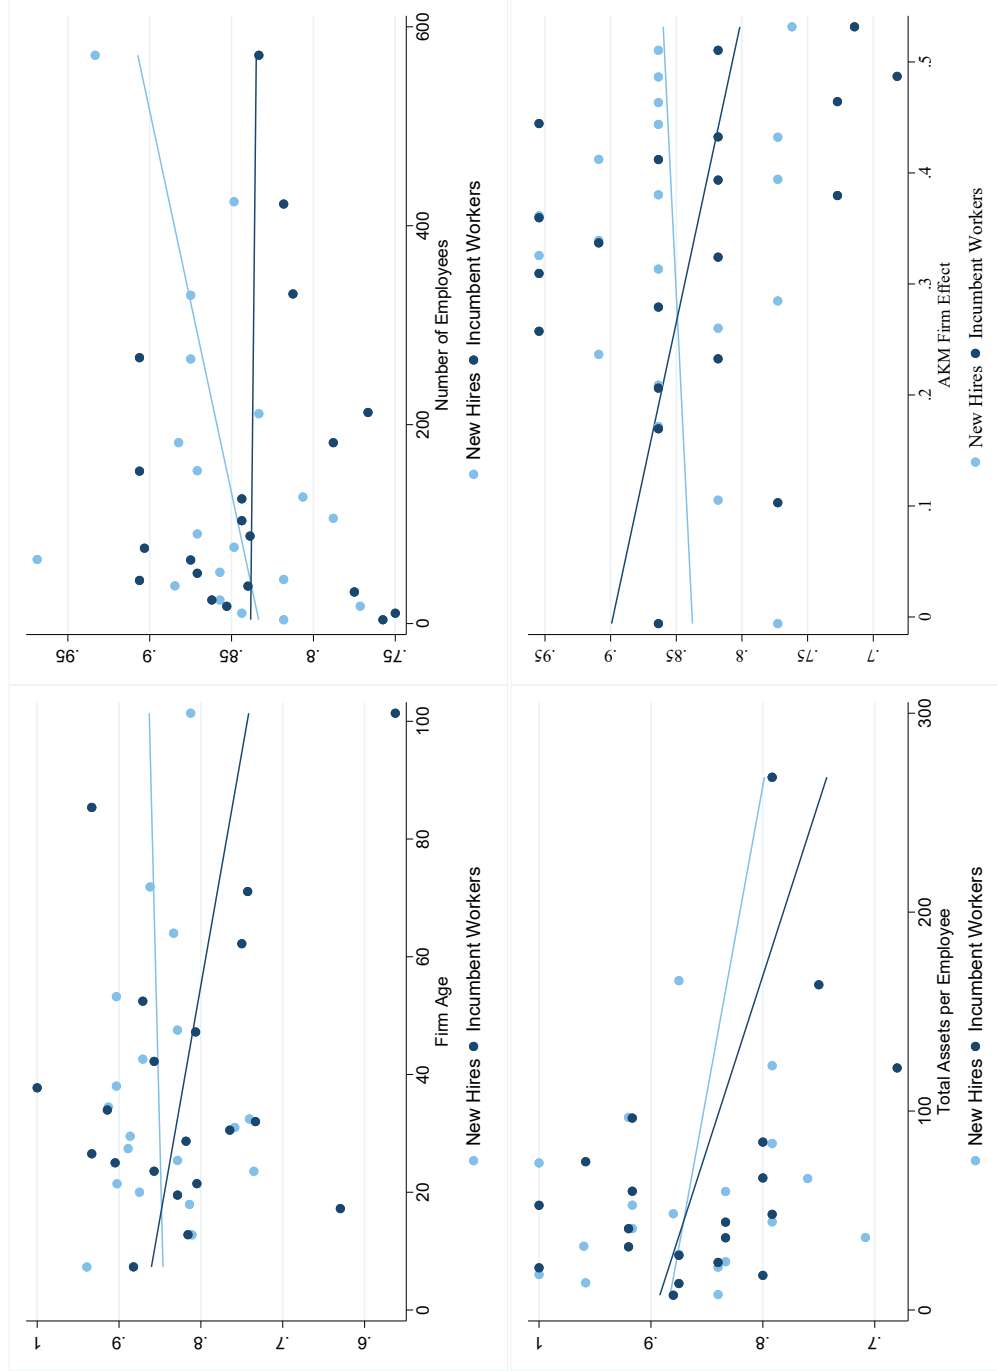 1
.9
.8
.7
.6
0 20 40 60 80 100
Firm Age
New Hires Incumbent Workers
.95
.9
.85
.8
.75
0 200 400 600
Number of Employees
New Hires Incumbent Workers
1
.9
.8
.7
0 100 200 300
Total Assets per Employee
New Hires Incumbent Workers
.95
.9
.85
.8
.75
.7
0 .1 .2 .3 .4 .5
AKM Firm Effect
New Hires Incumbent Workers